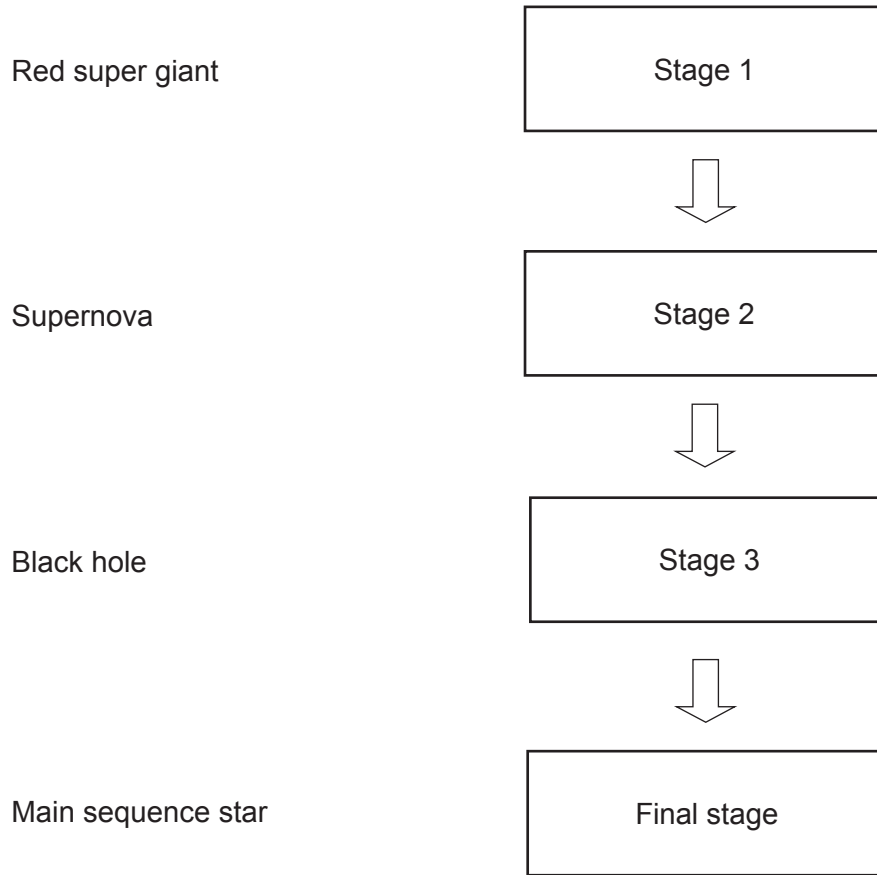 Red super giant
Stage 1
Supernova
Stage 2
Black hole
Stage 3
Main sequence star
Final stage